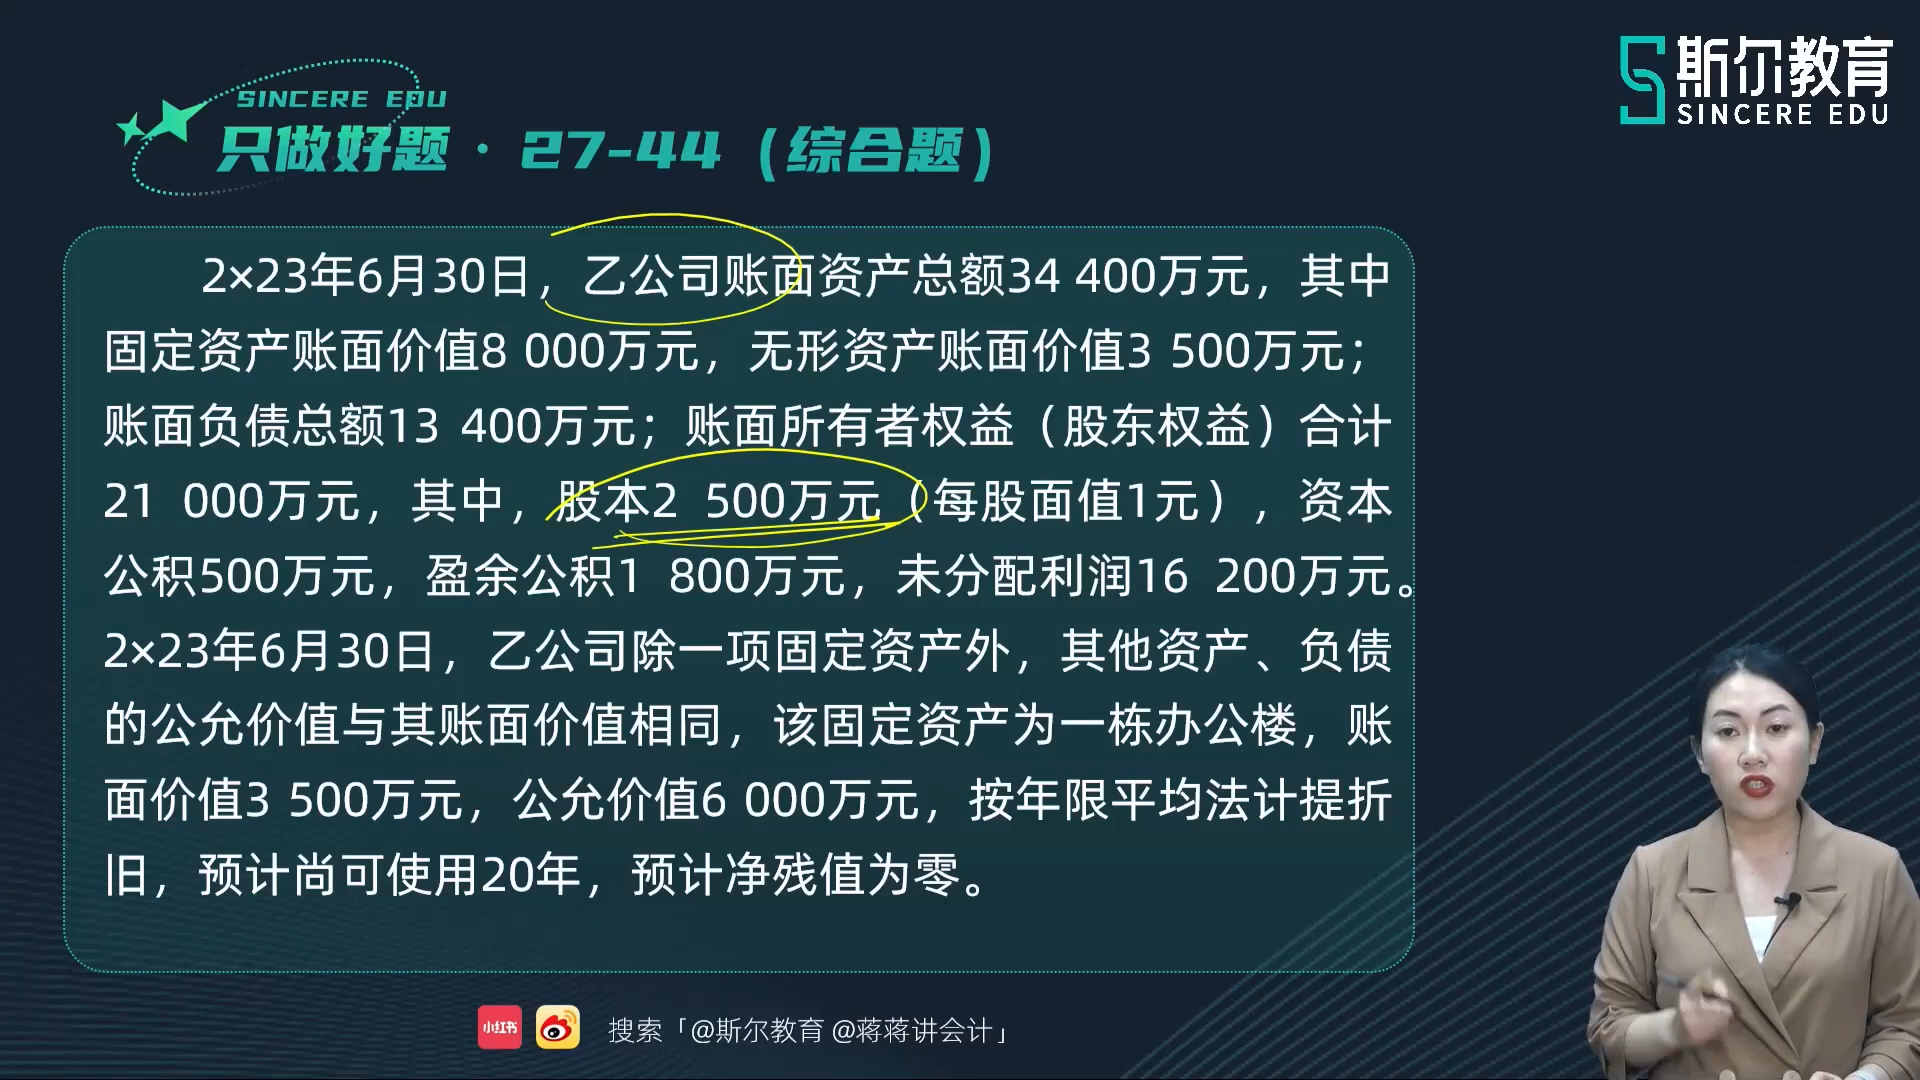 SINCERE EDU
只做好题·27-44（综合题）
斯尔教育
SINCERE EDU
2×23年6月30日，乙公司账面资产总额34 400万元，其中
固定资产账面价值8 000万元，无形资产账面价值3 500万元；
账面负债总额13 400万元；账面所有者权益（股东权益）合计
21 000万元，其中，股本2 500万元（每股面值1元），资本
公积500万元，盈余公积1 800万元，未分配利润16 200万元。
2×23年6月30日，乙公司除一项固定资产外，其他资产、负债
的公允价值与其账面价值相同，该固定资产为一栋办公楼，账
面价值3 500万元，公允价值6 000万元，按年限平均法计提折
旧，预计尚可使用20年，预计净残值为零。
小红书
搜索「@斯尔教育 @蒋蒋讲会计」